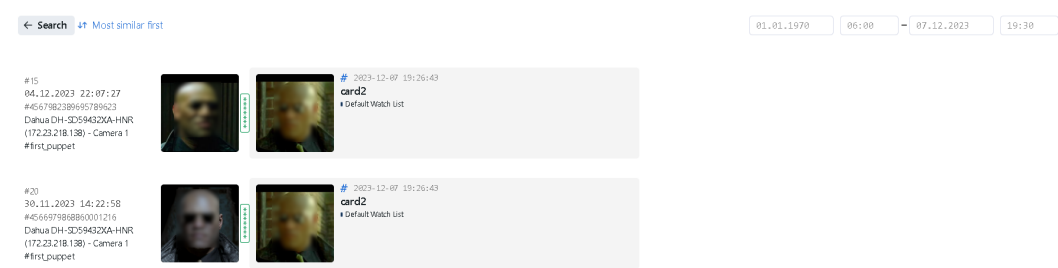 ← Search
Most similar first
01.01.1970
06:00
–
07.12.2023
19:30
#15
04.12.2023 22:07:27
#4567982389695789623
Dahua DH-SD59432XA-HNR
(172.23.218.138) - Camera 1
#first_puppet
# 2023-12-07 19:26:43
card2
Default Watch List
#20
30.11.2023 14:22:58
#4566979868860001216
Dahua DH-SD59432XA-HNR
(172.23.218.138) - Camera 1
#first_puppet
# 2023-12-07 19:26:43
card2
Default Watch List